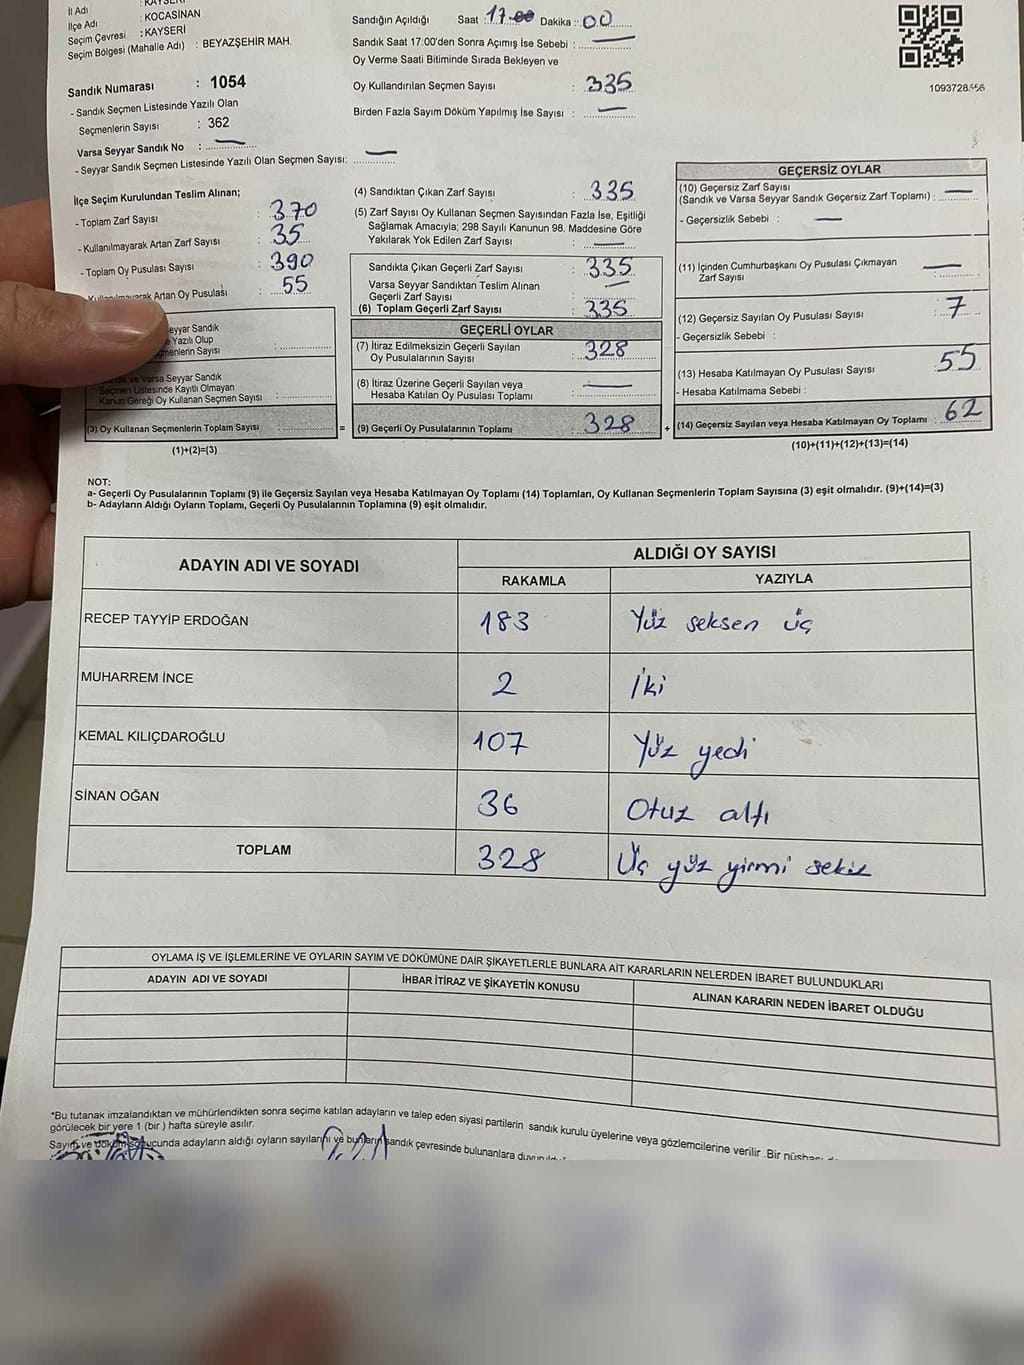 İl Adı : KAYSERİ
İlçe Adı : KOCASİNAN
Seçim Çevresi : KAYSERİ
Seçim Bölgesi (Mahalle Adı) : BEYAZŞEHİR MAH.
Sandık Numarası : 1054
- Sandık Seçmen Listesinde Yazılı Olan
Seçmenlerin Sayısı : 362
Varsa Seyyar Sandık No : —
- Seyyar Sandık Seçmen Listesinde Yazılı Olan Seçmen Sayısı: —
Sandığın Açıldığı Saat : 17:00 Dakika : 00
Sandık Saat 17:00'den Sonra Açımış İse Sebebi : —
Oy Verme Saati Bitiminde Sırada Bekleyen ve
Oy Kullandırılan Seçmen Sayısı : 335
Birden Fazla Sayım Döküm Yapılmış İse Sayısı : —
İlçe Seçim Kurulundan Teslim Alınan;
- Toplam Zarf Sayısı : 370
- Kullanılmayarak Artan Zarf Sayısı : 35
- Toplam Oy Pusulası Sayısı : 390
Kullanılmayarak Artan Oy Pusulası : 55
eyyar Sandık
e Yazılı Olup
menlerin Sayısı :
ve Varsa Seyyar Sandık
Seçmen Listesinde Kayıtlı Olmayan
Kanun Gereği Oy Kullanan Seçmen Sayısı :
(3) Oy Kullanan Seçmenlerin Toplam Sayısı : =
(1)+(2)=(3)
(4) Sandıktan Çıkan Zarf Sayısı : 335
(5) Zarf Sayısı Oy Kullanan Seçmen Sayısından Fazla İse, Eşitliği
Sağlamak Amacıyla; 298 Sayılı Kanunun 98. Maddesine Göre
Yakılarak Yok Edilen Zarf Sayısı : —
Sandıkta Çıkan Geçerli Zarf Sayısı : 335
Varsa Seyyar Sandıktan Teslim Alınan
Geçerli Zarf Sayısı : —
(6) Toplam Geçerli Zarf Sayısı : 335
GEÇERLİ OYLAR
(7) İtiraz Edilmeksizin Geçerli Sayılan
Oy Pusulalarının Sayısı : 328
(8) İtiraz Üzerine Geçerli Sayılan veya
Hesaba Katılan Oy Pusulası Toplamı : —
(9) Geçerli Oy Pusulalarının Toplamı : 328 +
1093728456
GEÇERSİZ OYLAR
(10) Geçersiz Zarf Sayısı
(Sandık ve Varsa Seyyar Sandık Geçersiz Zarf Toplamı) : —
- Geçersizlik Sebebi : —
(11) İçinden Cumhurbaşkanı Oy Pusulası Çıkmayan
Zarf Sayısı : —
(12) Geçersiz Sayılan Oy Pusulası Sayısı : 7
- Geçersizlik Sebebi :
(13) Hesaba Katılmayan Oy Pusulası Sayısı : 55
- Hesaba Katılmama Sebebi :
(14) Geçersiz Sayılan veya Hesaba Katılmayan Oy Toplamı : 62
(10)+(11)+(12)+(13)=(14)
NOT:
a- Geçerli Oy Pusulalarının Toplamı (9) ile Geçersiz Sayılan veya Hesaba Katılmayan Oy Toplamı (14) Toplamları, Oy Kullanan Seçmenlerin Toplam Sayısına (3) eşit olmalıdır. (9)+(14)=(3)
b- Adayların Aldığı Oyların Toplamı, Geçerli Oy Pusulalarının Toplamına (9) eşit olmalıdır.
ADAYIN ADI VE SOYADI ALDIĞI OY SAYISI
RAKAMLA YAZIYLA
RECEP TAYYİP ERDOĞAN 183 Yüz seksen üç
MUHARREM İNCE 2 İki
KEMAL KILIÇDAROĞLU 107 Yüz yedi
SİNAN OĞAN 36 Otuz altı
TOPLAM 328 Üç yüz yirmi sekiz
OYLAMA İŞ VE İŞLEMLERİNE VE OYLARIN SAYIM VE DÖKÜMÜNE DAİR ŞİKAYETLERLE BUNLARA AİT KARARLARIN NELERDEN İBARET BULUNDUKLARI
ADAYIN ADI VE SOYADI İHBAR İTİRAZ VE ŞİKAYETİN KONUSU ALINAN KARARIN NEDEN İBARET OLDUĞU
*Bu tutanak imzalandıktan ve mühürlendikten sonra seçime katılan adayların ve talep eden siyasi partilerin sandık kurulu üyelerine veya gözlemcilerine verilir .Bir nüshası
görülecek bir yere 1 (bir ) hafta süreyle asılır.
Sayım ve döküm sonucunda adayların aldığı oyların sayılarını ve bunların sandık çevresinde bulunanlara